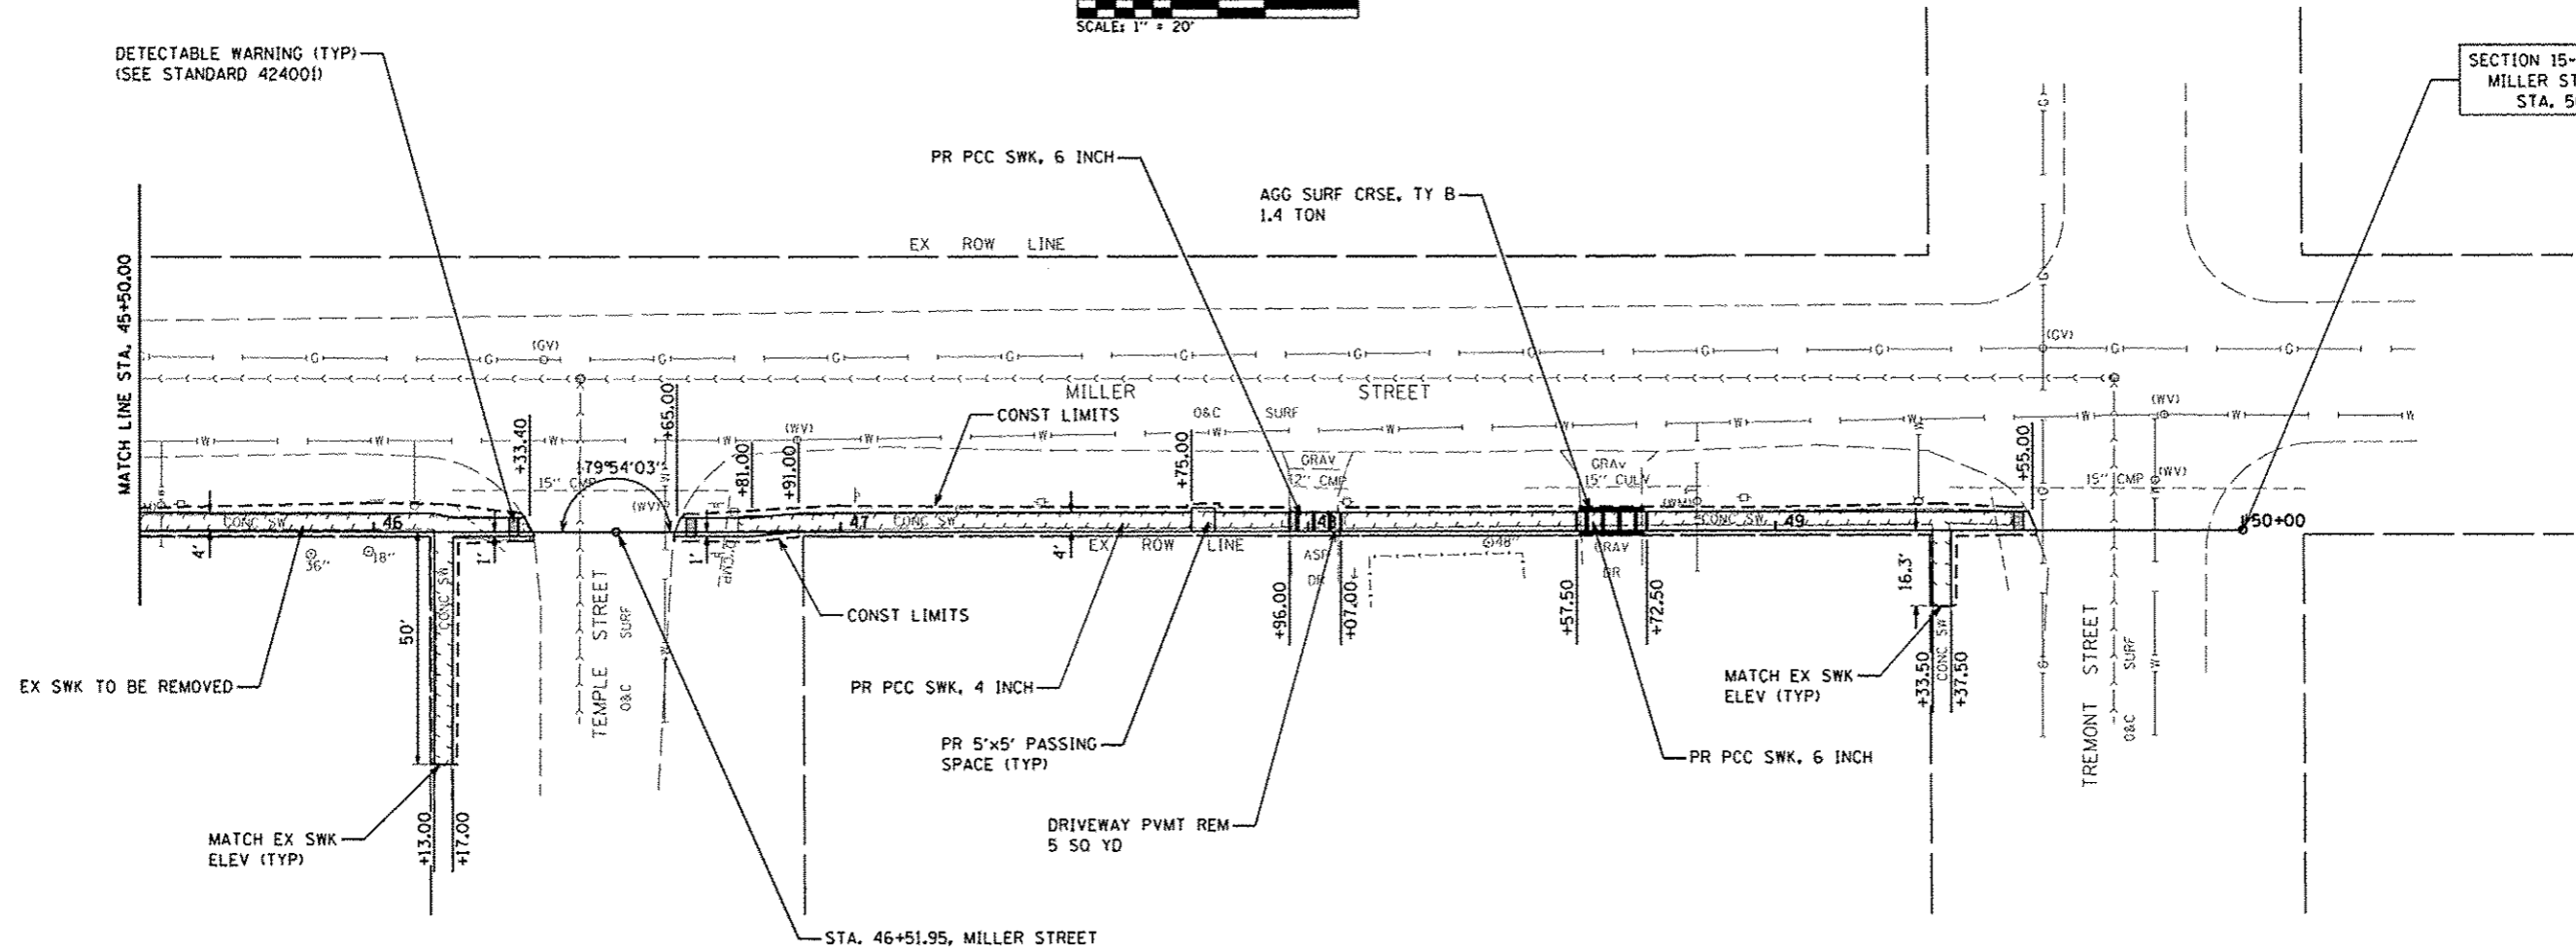 SCALE: 1" = 20'
DETECTABLE WARNING (TYP)
(SEE STANDARD 424001)
SECTION 15-
MILLER ST
STA. 5
PR PCC SWK, 6 INCH
AGG SURF CRSE, TY B
1.4 TON
EX ROW LINE
MATCH LINE STA. 45+50.00
(GV)
(GV)
G
G
G
G
G
G
G
G
G
G
G
G
MILLER STREET
CONST LIMITS
O&C SURF
(WV)
(WV)
W
W
W
W
W
W
W
W
W
W
W
W
+33.40
+65.00
+81.00
+91.00
+75.00
+55.00
179°54'03"
15" CMP
(WV)
GRAV
12" CMP
GRAV
15" CULV
(WM)
15" CMP
(WV)
CONC SW
46
47
CONC SW
48
CONC SW
49
50+00
4'
1'
1'
4'
36"
18"
48"
EX ROW LINE
ASP
DR
GRAV
DR
CONC SW
50'
16.3'
CONST LIMITS
+96.00
+07.00
+57.50
+72.50
TEMPLE STREET
O&C SURF
EX SWK TO BE REMOVED
PR PCC SWK, 4 INCH
MATCH EX SWK
ELEV (TYP)
+33.50
CONC SW
+37.50
TREMONT STREET
O&C SURF
PR 5'x5' PASSING
SPACE (TYP)
PR PCC SWK, 6 INCH
MATCH EX SWK
ELEV (TYP)
+13.00
+17.00
DRIVEWAY PVMT REM
5 SQ YD
STA. 46+51.95, MILLER STREET